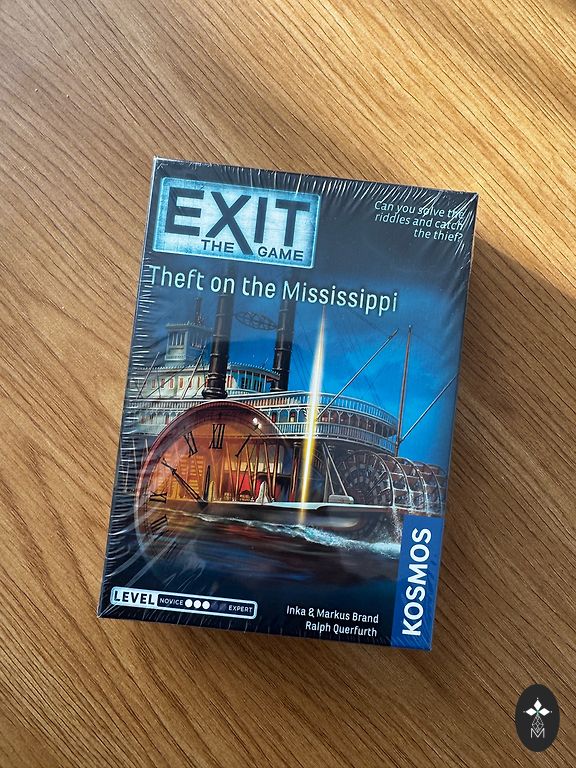 EXIT
THE GAME
Can you solve the
riddles and catch
the thief?
Theft on the Mississippi
LEVEL NOVICE EXPERT
Inka & Markus Brand
Ralph Querfurth
KOSMOS
M